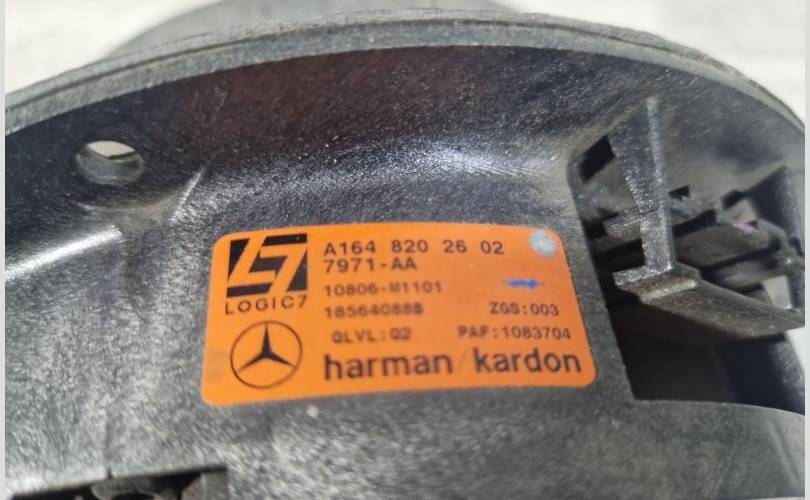 A164 820 26 02
7971-AA
LOGIC7
10806-M1101
185640888
ZGS:003
QLVL:02
PAF:1083704
harman/kardon